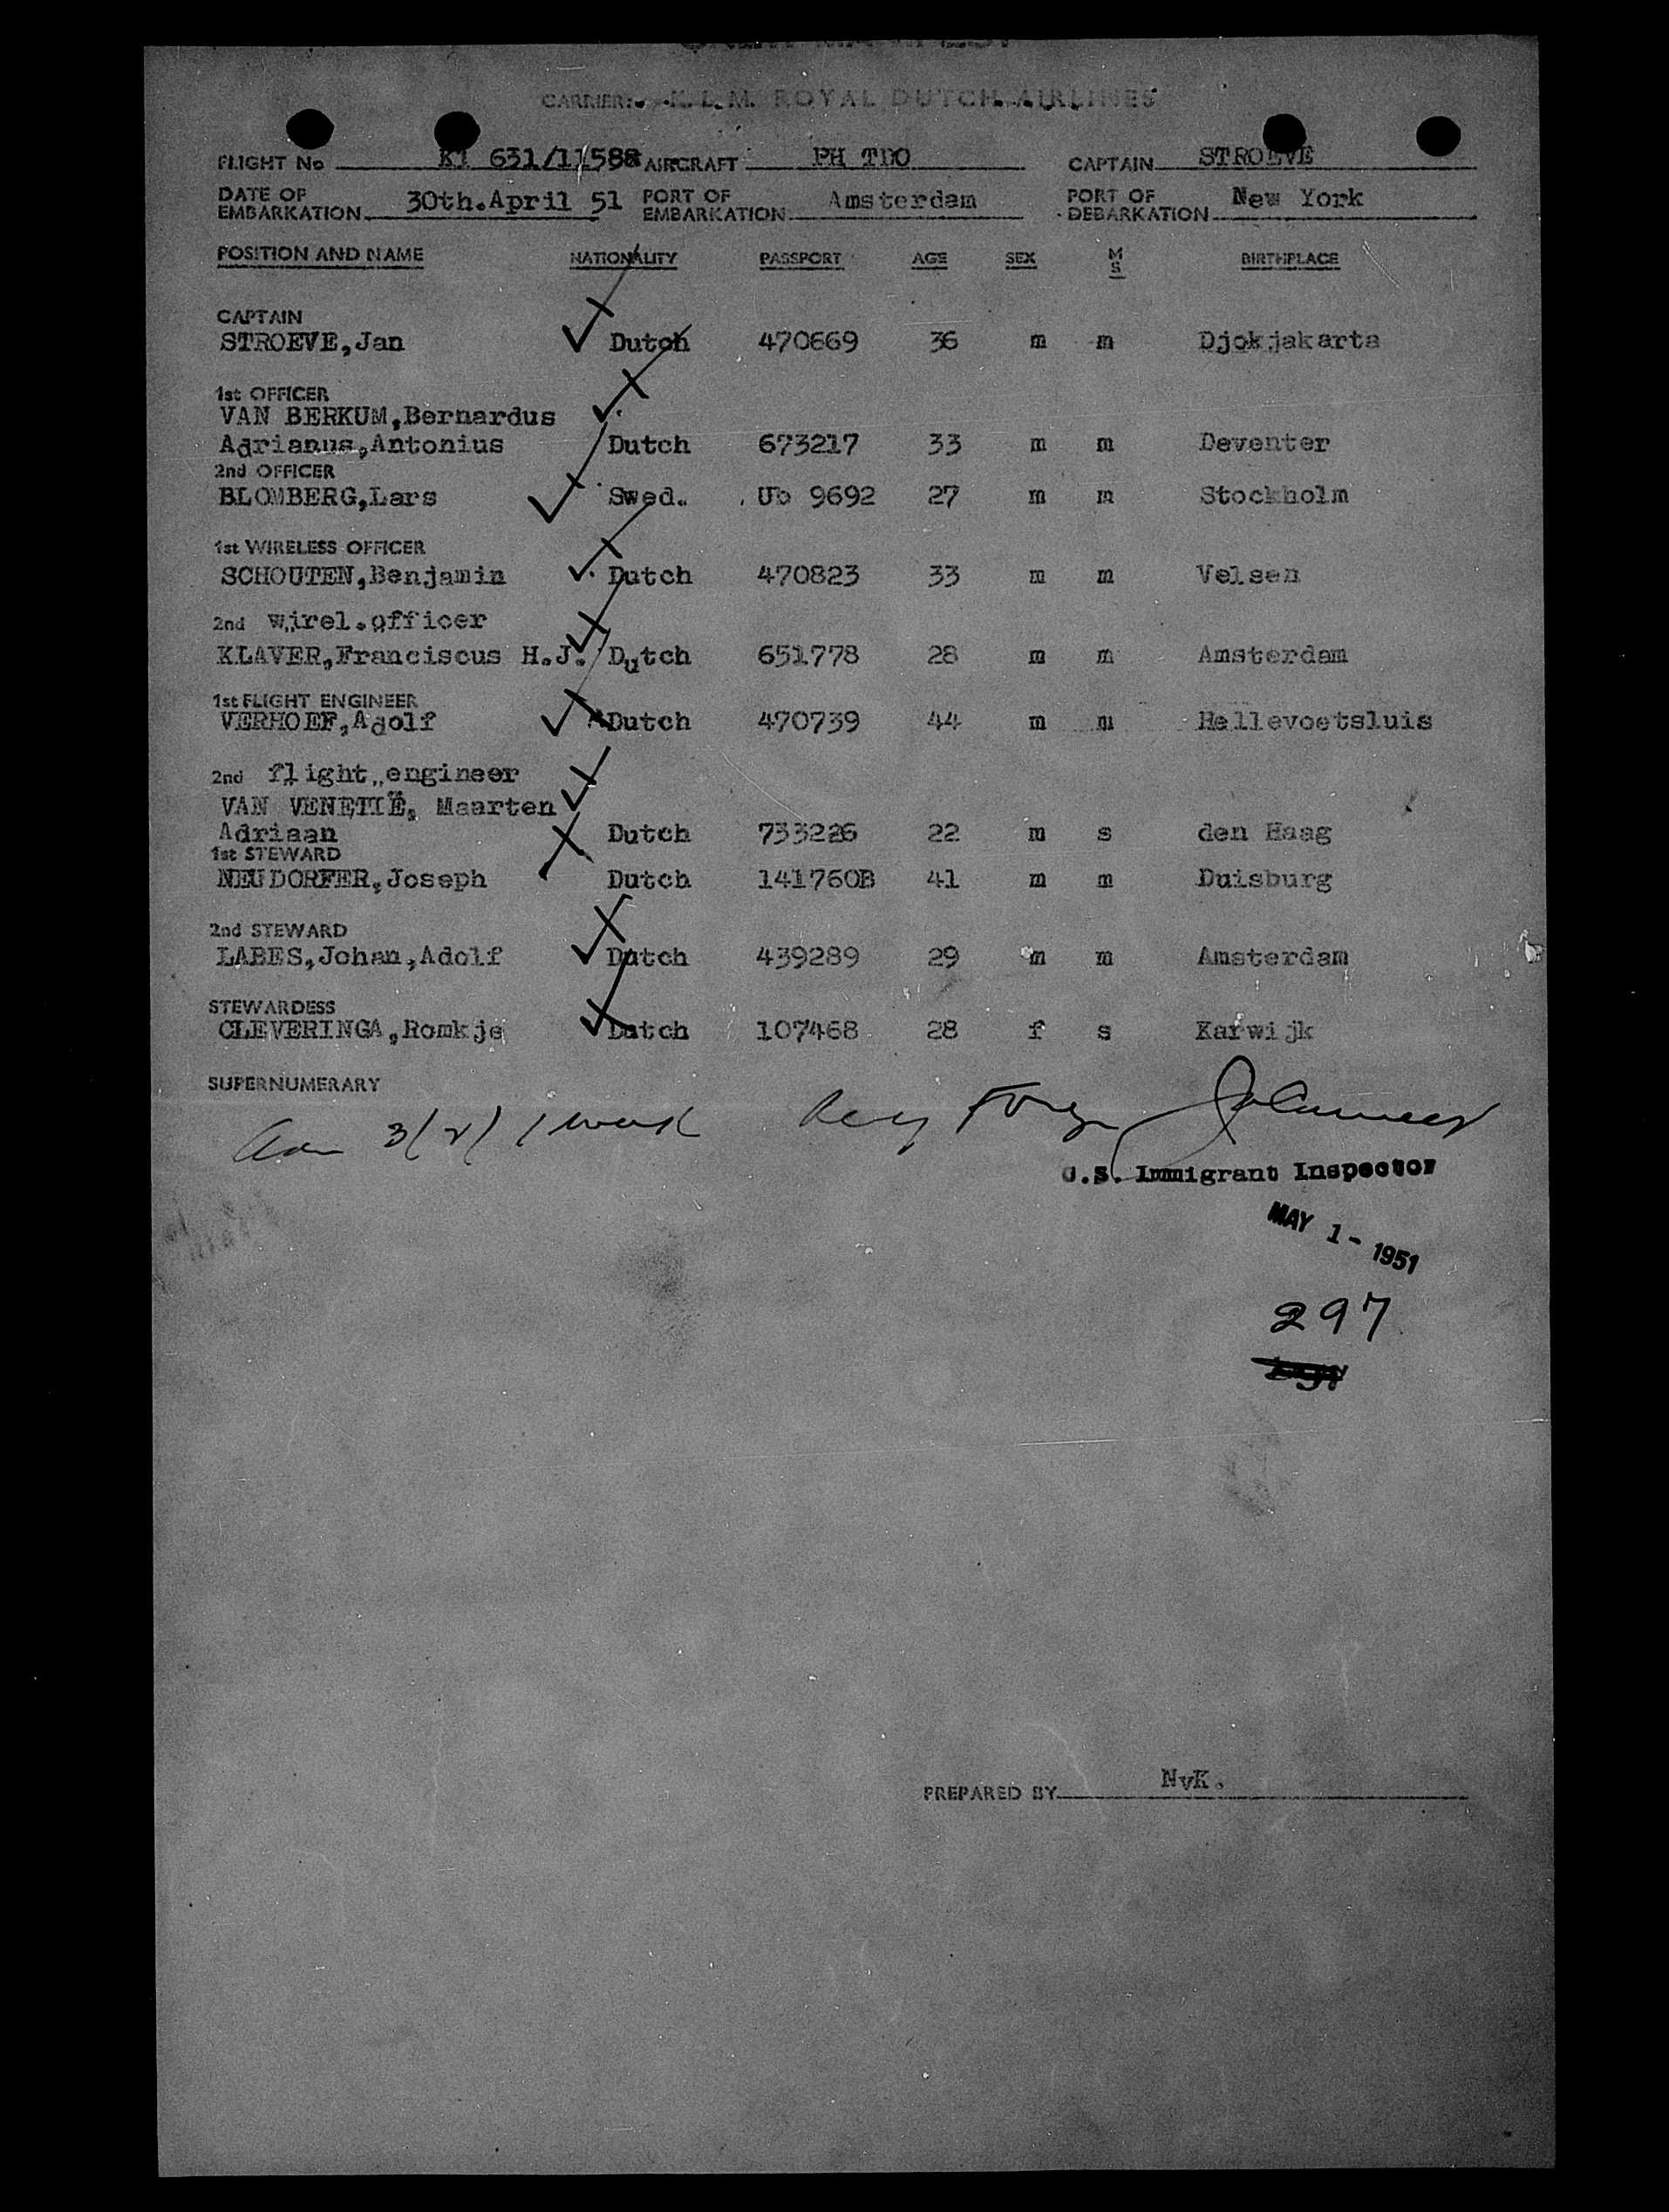 CARRIER: K.L.M. ROYAL DUTCH AIRLINES
FLIGHT No KL 631/11588 AIRCRAFT PH TDO CAPTAIN STROEVE
DATE OF EMBARKATION 30th.April 51 PORT OF EMBARKATION Amsterdam PORT OF DEBARKATION New York
POSITION AND NAME NATIONALITY PASSPORT AGE SEX M S BIRTHPLACE
CAPTAIN
STROEVE,Jan Dutch 470669 36 m m Djokjakarta
1st OFFICER
VAN BERKUM,Bernardus
Adrianus,Antonius Dutch 673217 33 m m Deventer
2nd OFFICER
BLOMBERG,Lars Swed. Ub 9692 27 m m Stockholm
1st WIRELESS OFFICER
SCHOUTEN,Benjamin Dutch 470823 33 m m Velsen
2nd wirel.officer
KLAVER,Franciscus H.J. Dutch 651778 28 m m Amsterdam
1st FLIGHT ENGINEER
VERHOEF,Adolf Dutch 470739 44 m m Hellevoetsluis
2nd flight engineer
VAN VENETIË, Maarten
Adriaan Dutch 733226 22 m s den Haag
1st STEWARD
NEUDORFER,Joseph Dutch 141760B 41 m m Duisburg
2nd STEWARD
LABES,Johan,Adolf Dutch 439289 29 m m Amsterdam
STEWARDESS
CLEVERINGA,Romkje Dutch 107468 28 f s Karwijk
SUPERNUMERARY
U.S. Immigrant Inspector
MAY 1 - 1951
297
PREPARED BY NvK.